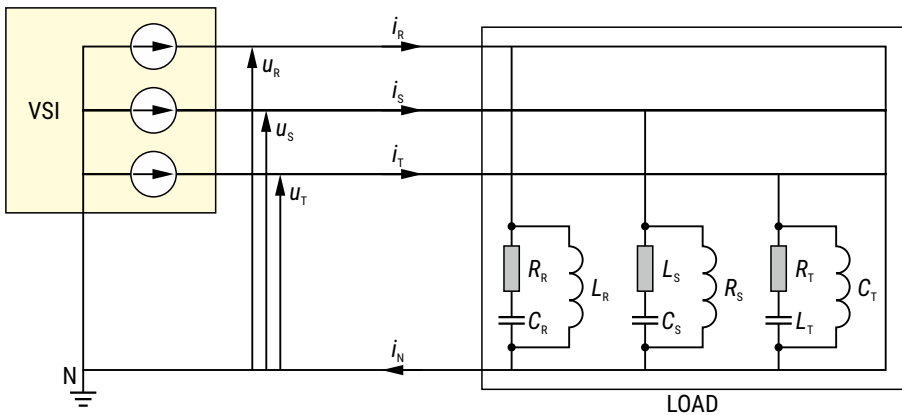 VSI
i_R
u_R
i_S
u_S
i_T
u_T
R_R
L_R
C_R
L_S
R_S
C_S
R_T
C_T
L_T
i_N
N
LOAD